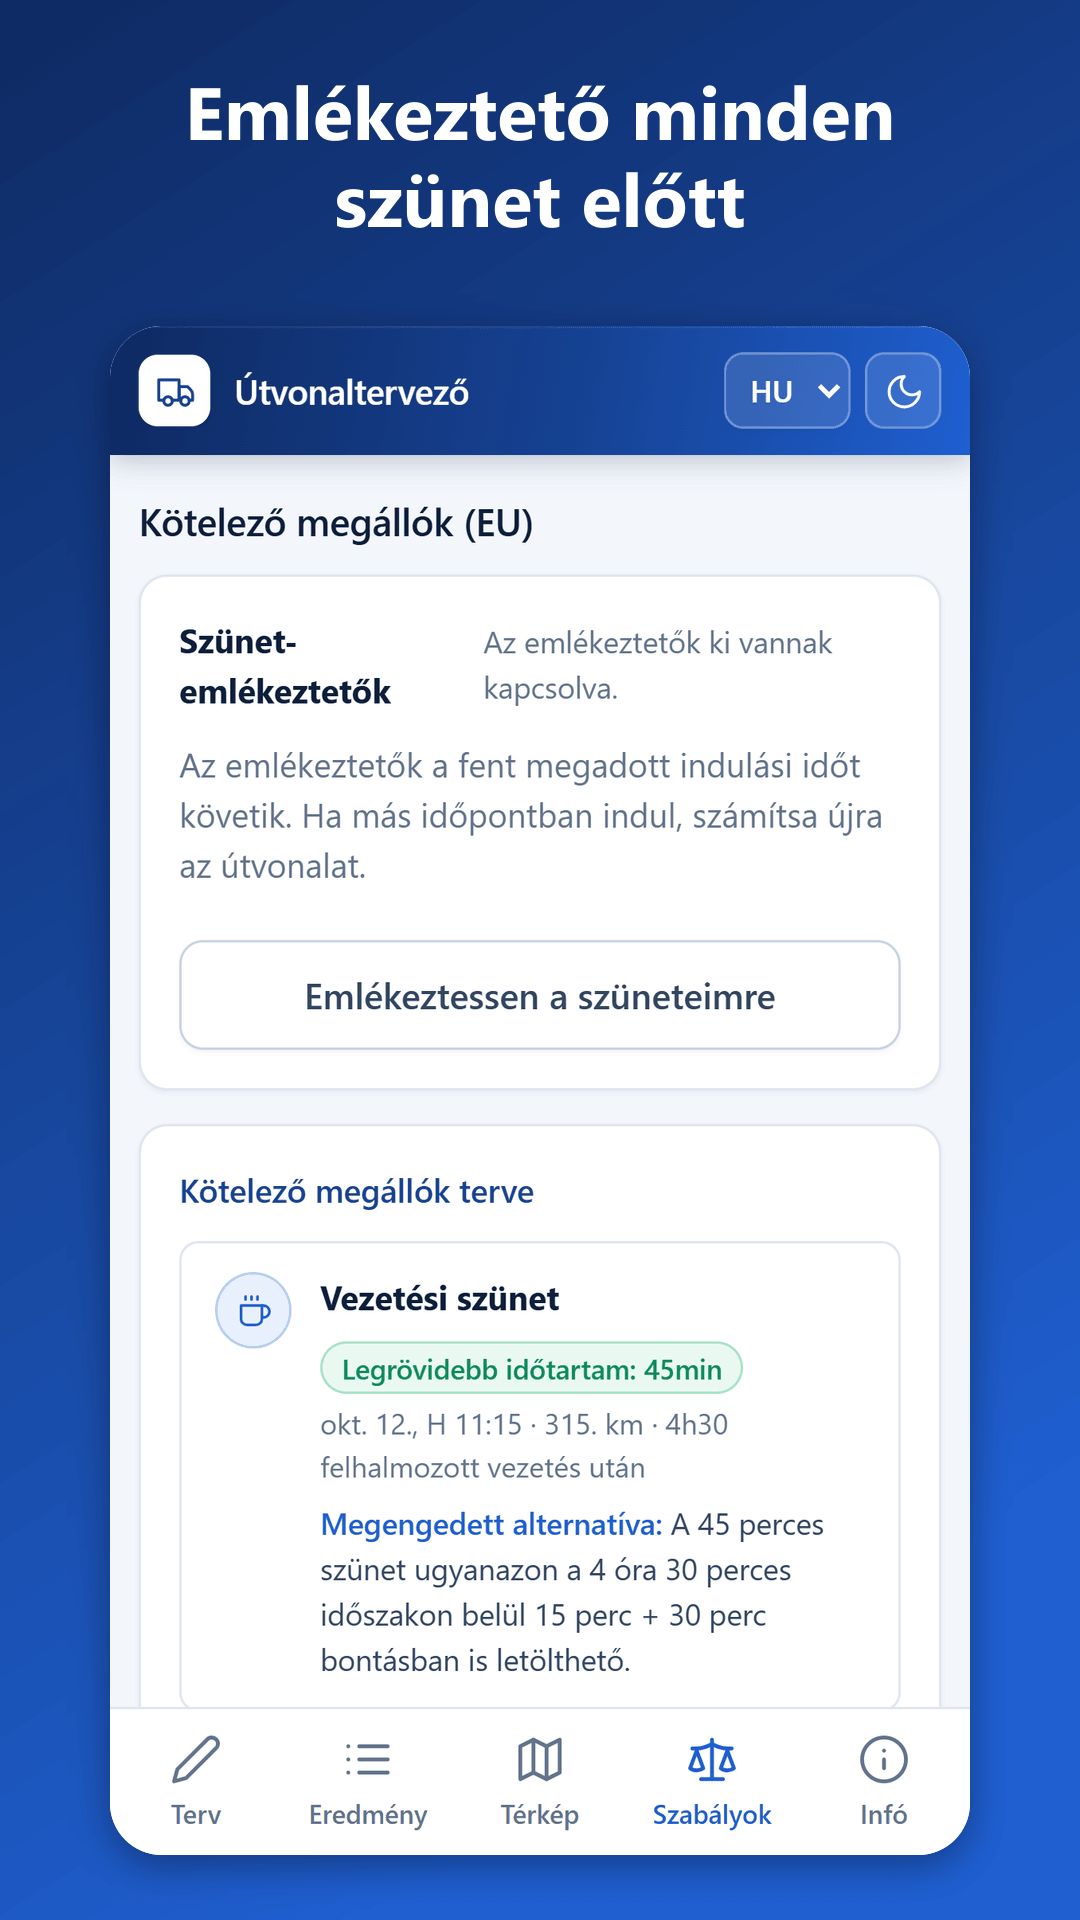 Emlékeztető minden
szünet előtt
Útvonaltervező
HU
Kötelező megállók (EU)
Szünet-
emlékeztetők
Az emlékeztetők ki vannak
kapcsolva.
Az emlékeztetők a fent megadott indulási időt
követik. Ha más időpontban indul, számítsa újra
az útvonalat.
Emlékeztessen a szüneteimre
Kötelező megállók terve
Vezetési szünet
Legrövidebb időtartam: 45min
okt. 12., H 11:15 · 315. km · 4h30
felhalmozott vezetés után
Megengedett alternatíva: A 45 perces
szünet ugyanazon a 4 óra 30 perces
időszakon belül 15 perc + 30 perc
bontásban is letölthető.
Terv
Eredmény
Térkép
Szabályok
Infó